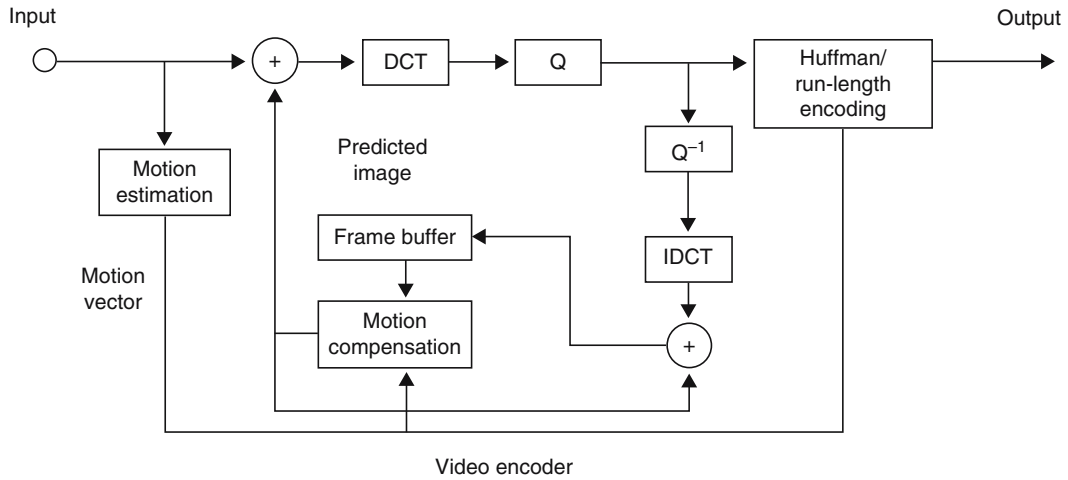 Input
Output
+
DCT
Q
Huffman/
run-length
encoding
Motion
estimation
Predicted
image
Q⁻¹
Frame buffer
IDCT
Motion
vector
Motion
compensation
+
Video encoder